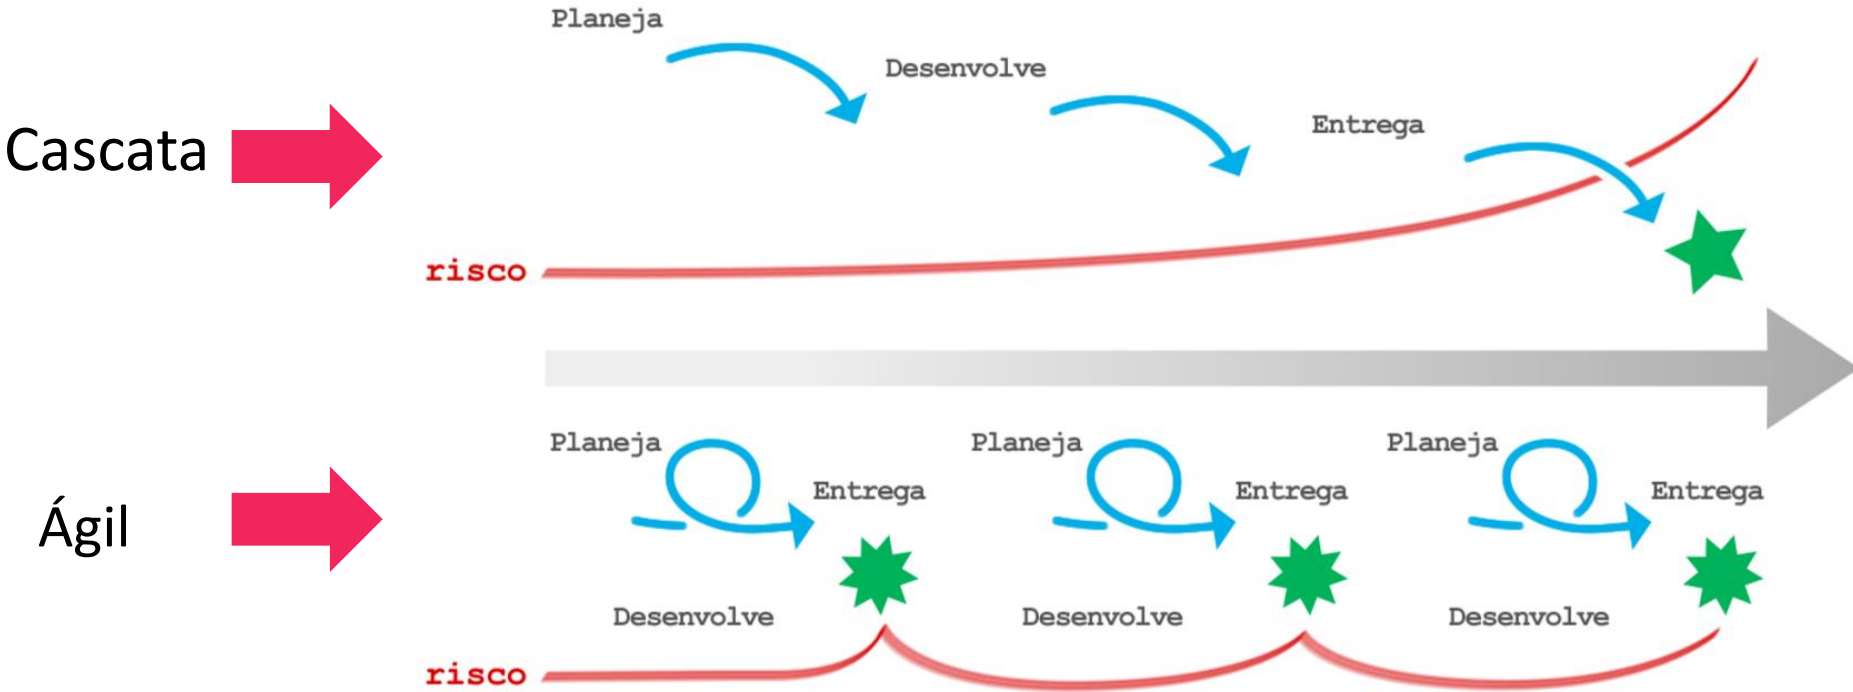 Planeja
Desenvolve
Entrega
Cascata
risco
Planeja
Planeja
Planeja
Entrega
Entrega
Entrega
Ágil
Desenvolve
Desenvolve
Desenvolve
risco